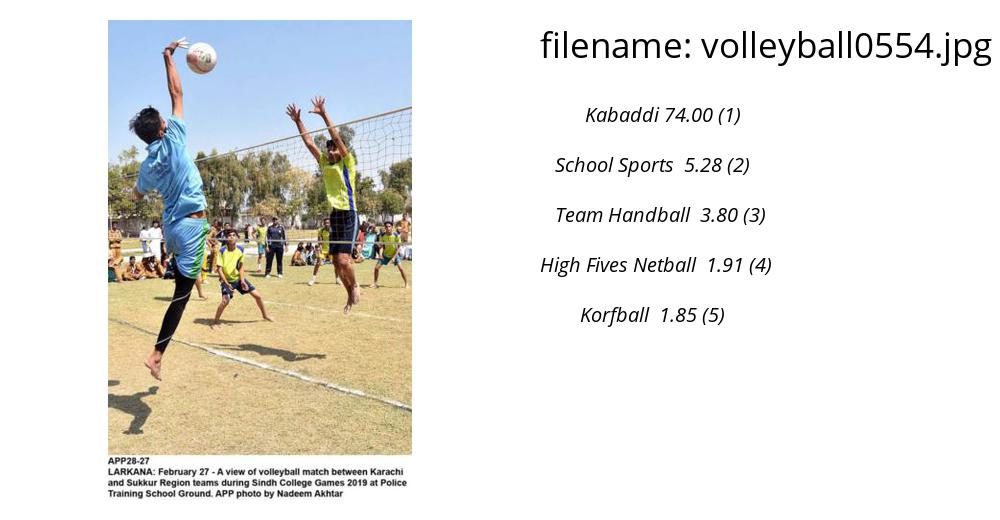 filename: volleyball0554.jpg
Kabaddi 74.00 (1)
School Sports 5.28 (2)
Team Handball 3.80 (3)
High Fives Netball 1.91 (4)
Korfball 1.85 (5)
APP28-27
LARKANA: February 27 - A view of volleyball match between Karachi
and Sukkur Region teams during Sindh College Games 2019 at Police
Training School Ground. APP photo by Nadeem Akhtar